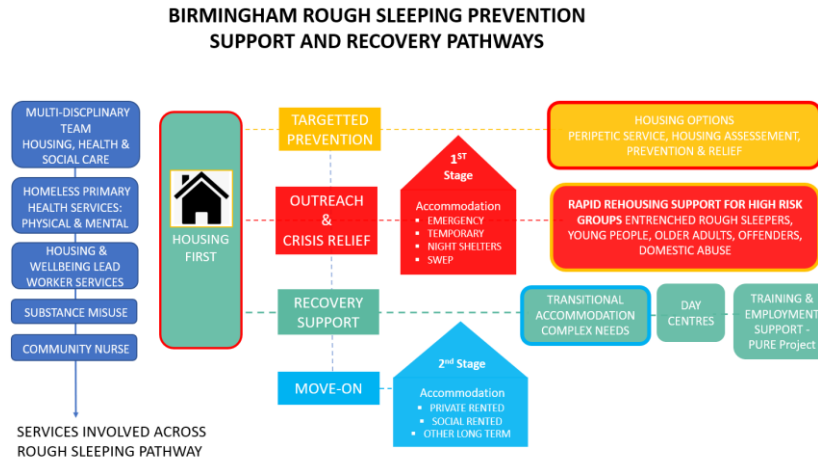 BIRMINGHAM ROUGH SLEEPING PREVENTION
SUPPORT AND RECOVERY PATHWAYS
MULTI-DISCPLINARY
TEAM
HOUSING, HEALTH &
SOCIAL CARE
HOMELESS PRIMARY
HEALTH SERVICES:
PHYSICAL & MENTAL
HOUSING &
WELLBEING LEAD
WORKER SERVICES
SUBSTANCE MISUSE
COMMUNITY NURSE
SERVICES INVOLVED ACROSS
ROUGH SLEEPING PATHWAY
HOUSING
FIRST
TARGETTED
PREVENTION
OUTREACH
&
CRISIS RELIEF
RECOVERY
SUPPORT
MOVE-ON
1ST
Stage
Accommodation
▪ EMERGENCY
▪ TEMPORARY
▪ NIGHT SHELTERS
▪ SWEP
2nd Stage
Accommodation
▪ PRIVATE RENTED
▪ SOCIAL RENTED
▪ OTHER LONG TERM
HOUSING OPTIONS
PERIPETIC SERVICE, HOUSING ASSESSEMENT,
PREVENTION & RELIEF
RAPID REHOUSING SUPPORT FOR HIGH RISK
GROUPS ENTRENCHED ROUGH SLEEPERS,
YOUNG PEOPLE, OLDER ADULTS, OFFENDERS,
DOMESTIC ABUSE
TRANSITIONAL
ACCOMMODATION
COMPLEX NEEDS
DAY
CENTRES
TRAINING &
EMPLOYMENT
SUPPORT -
PURE Project